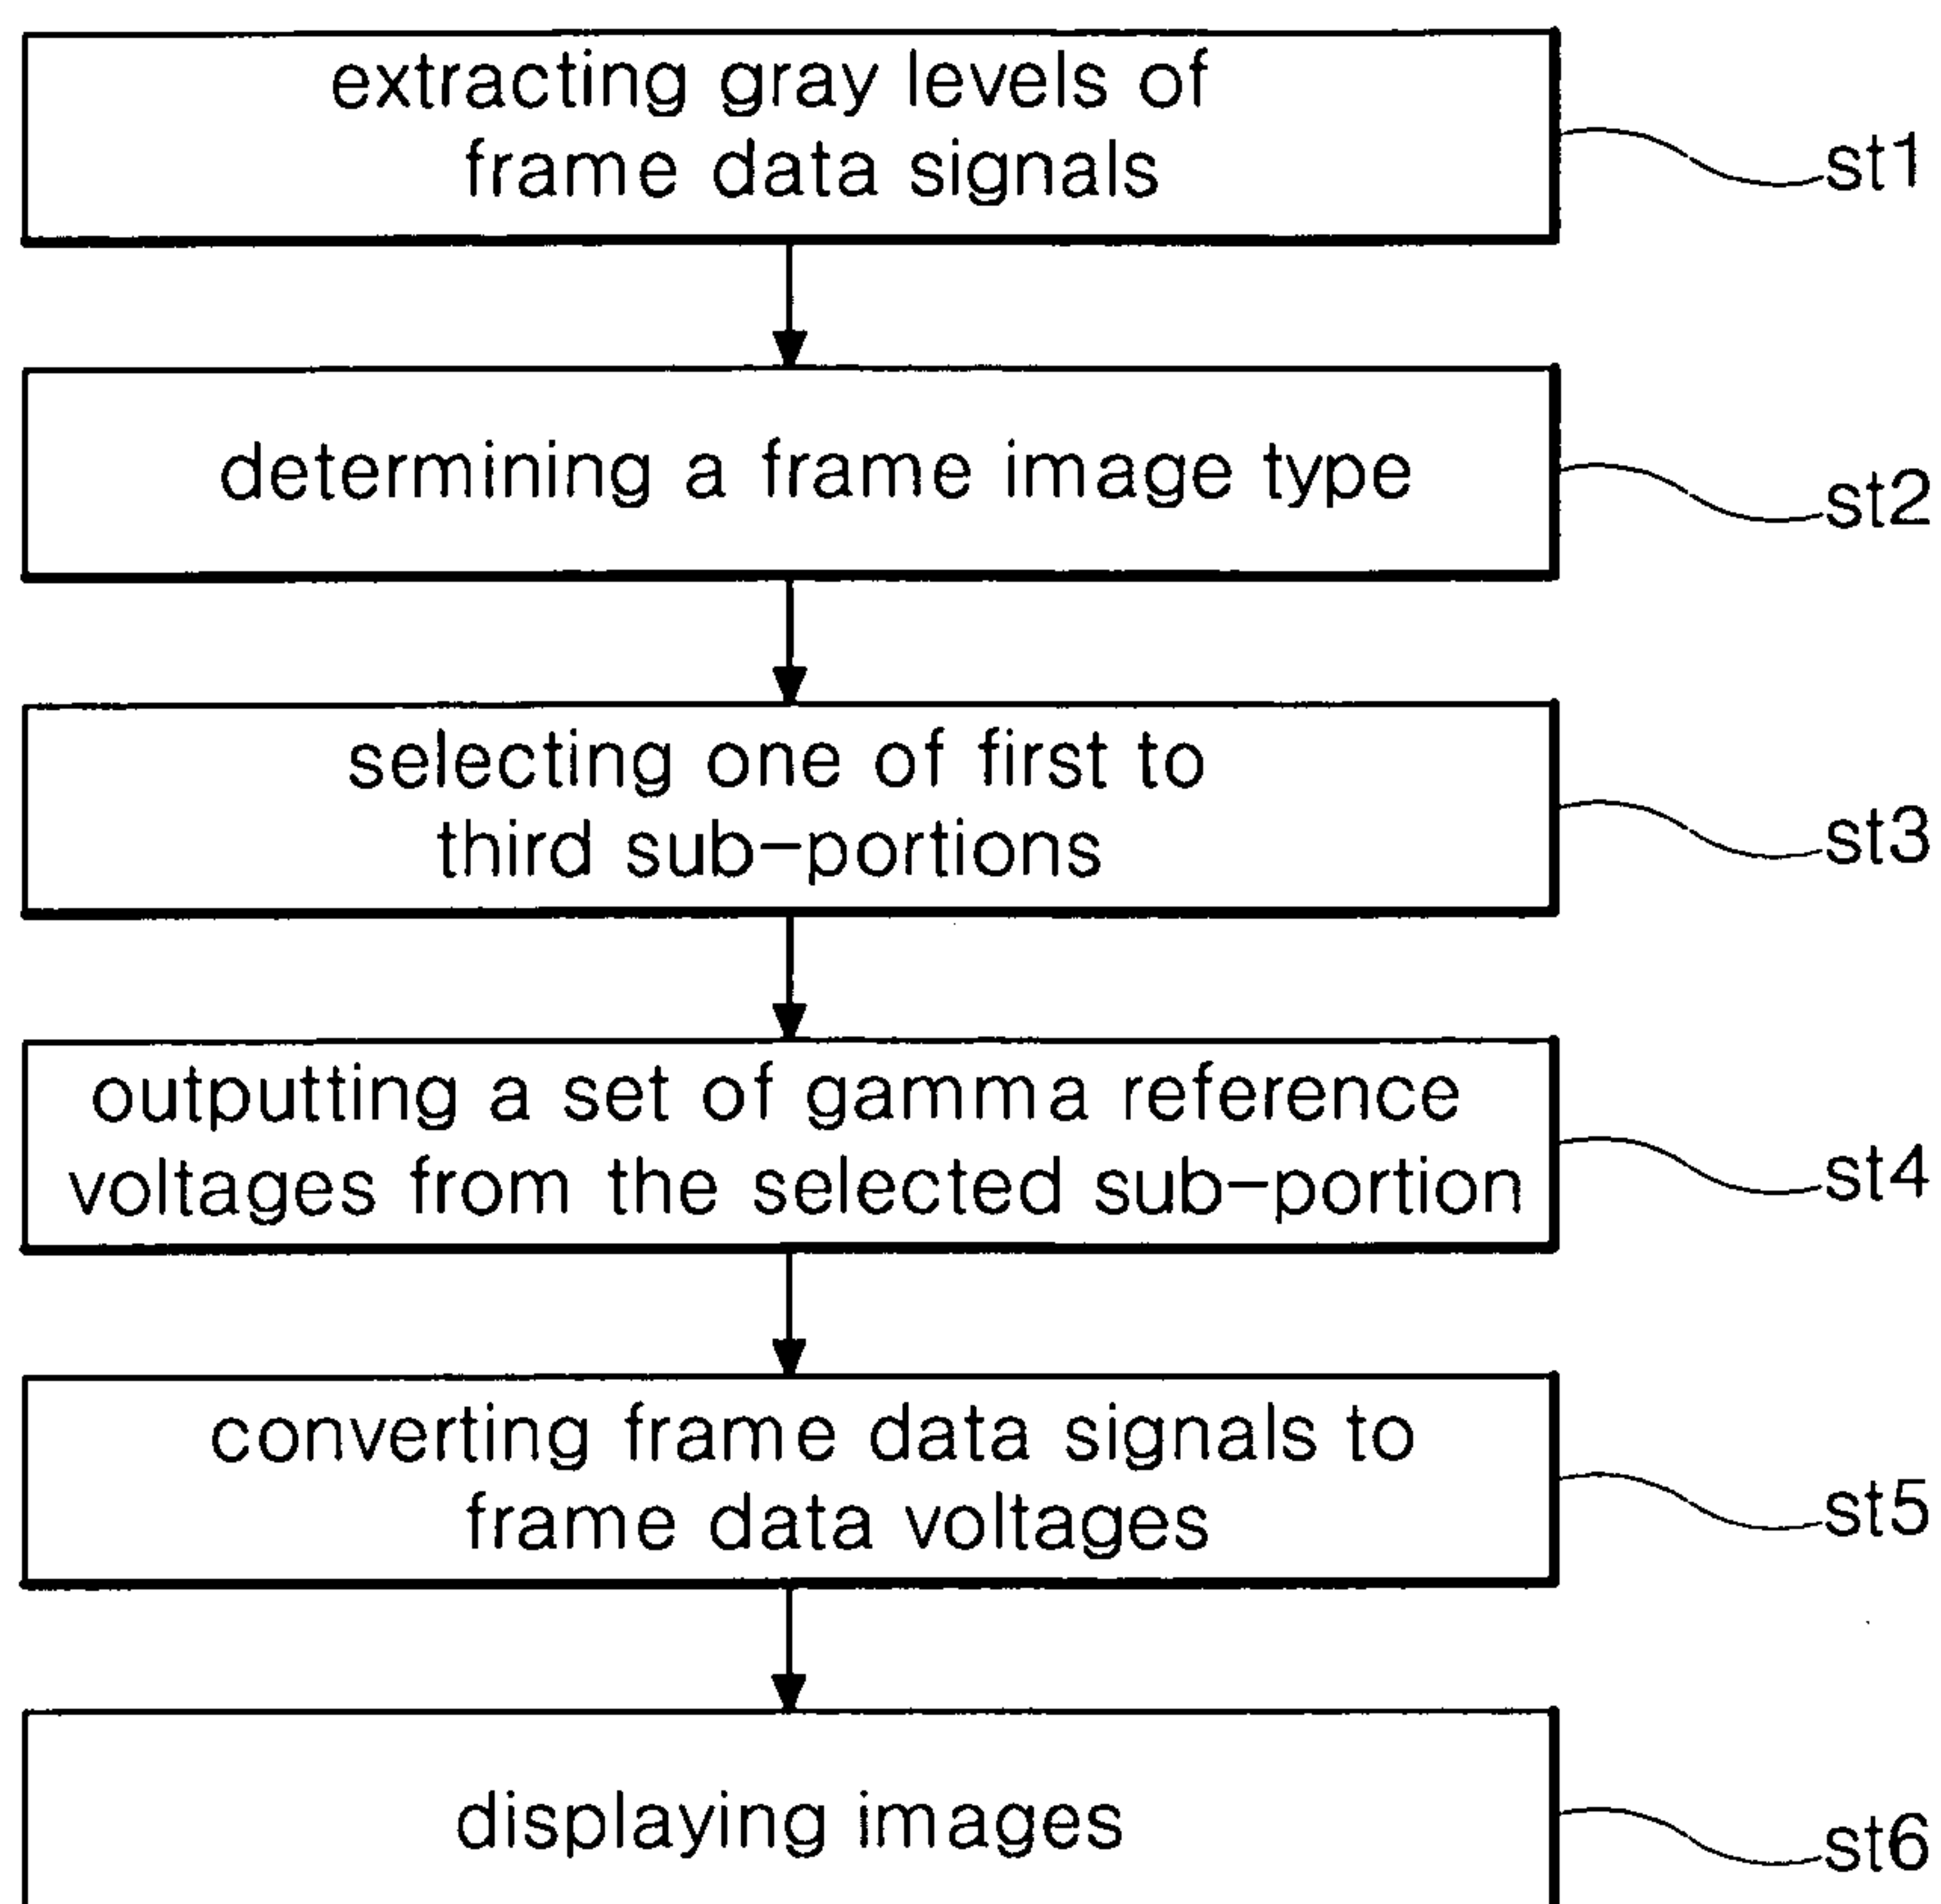 extracting gray levels of
frame data signals
st1
determining a frame image type
st2
selecting one of first to
third sub-portions
st3
outputting a set of gamma reference
voltages from the selected sub-portion
st4
converting frame data signals to
frame data voltages
st5
displaying images
st6